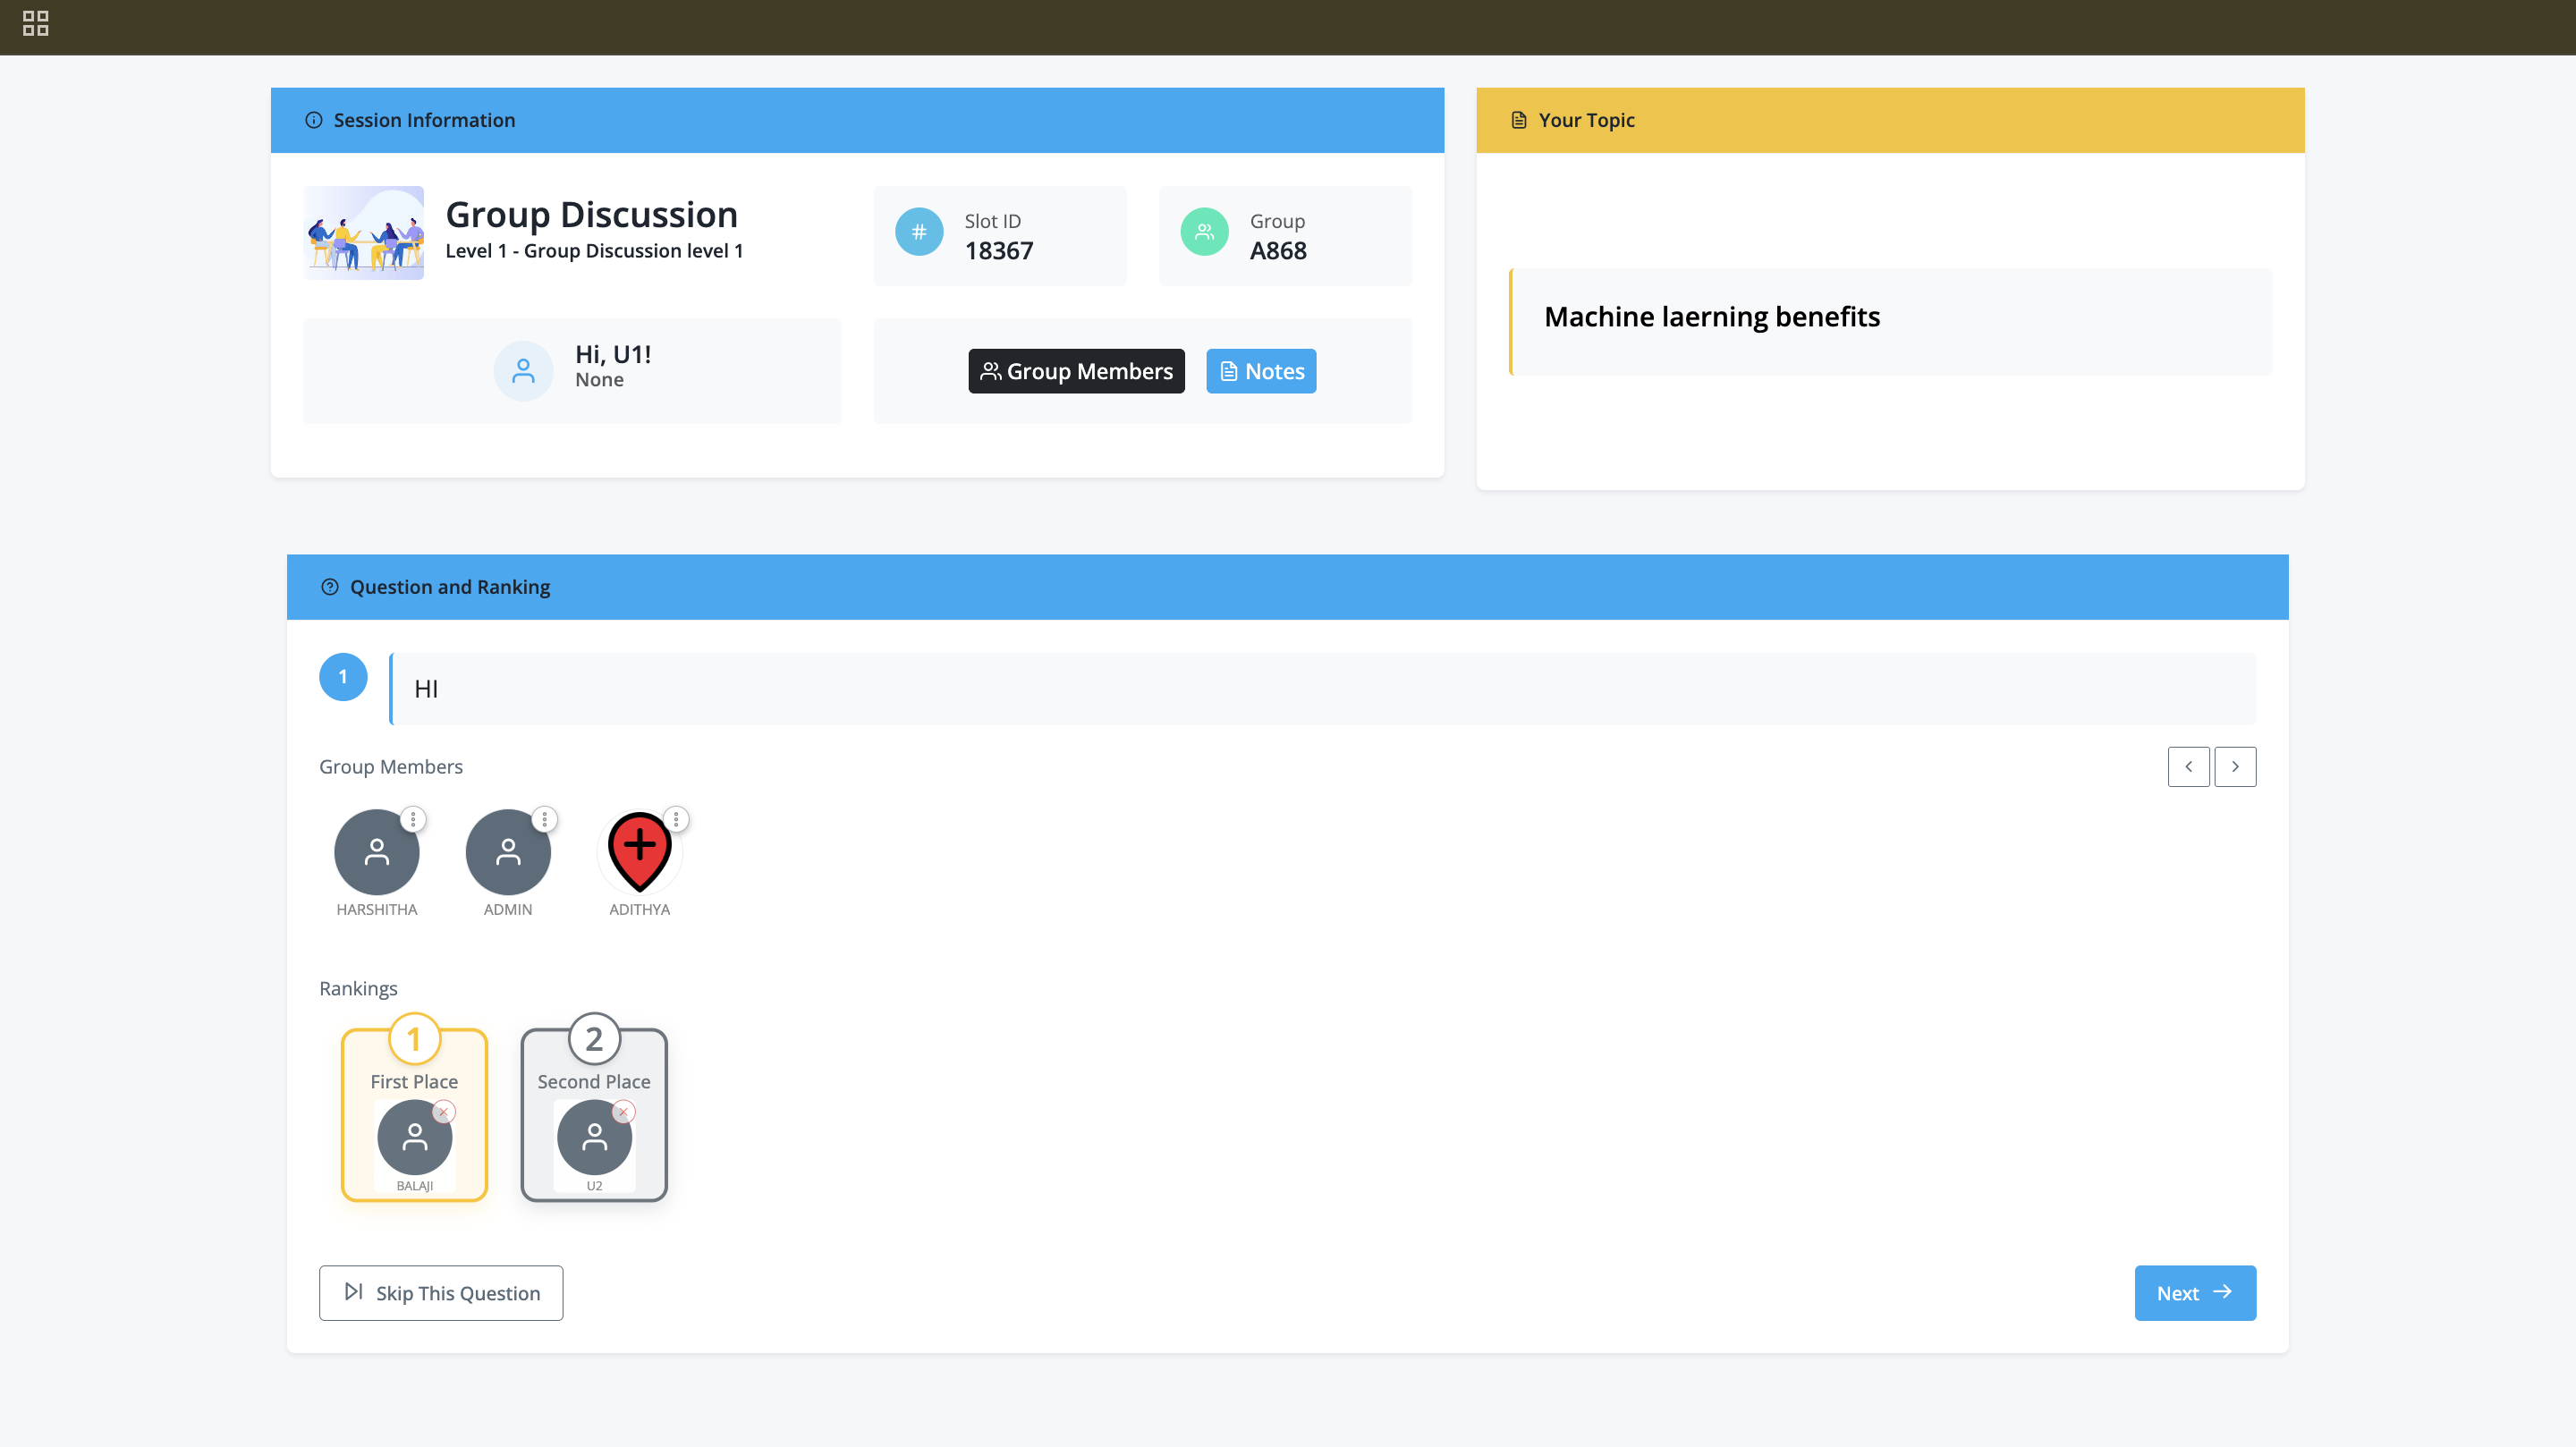 Session Information
Group Discussion
Level 1 - Group Discussion level 1
Slot ID
18367
Group
A868
Hi, U1!
None
Group Members
Notes
Your Topic
Machine laerning benefits
Question and Ranking
1
HI
Group Members
HARSHITHA
ADMIN
ADITHYA
Rankings
1
First Place
BALAJI
2
Second Place
U2
Skip This Question
Next